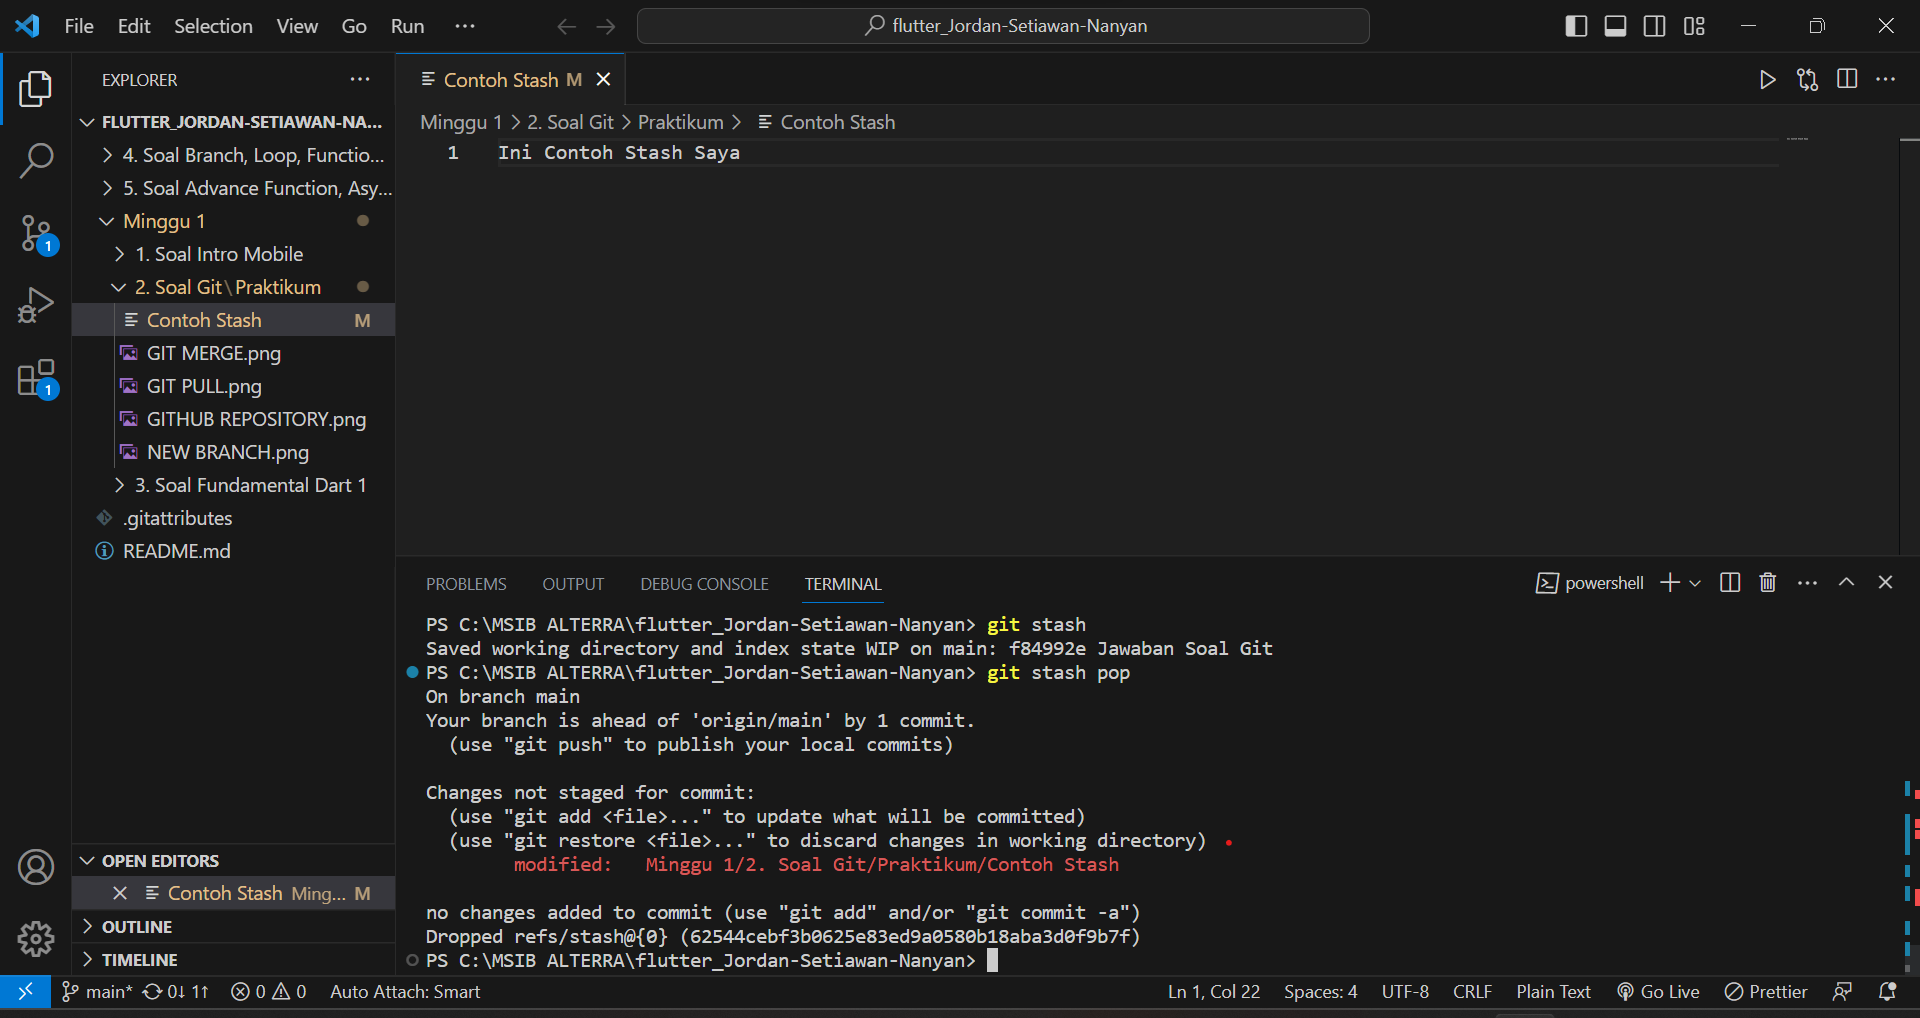 File Edit Selection View Go Run ···
flutter_Jordan-Setiawan-Nanyan
EXPLORER
FLUTTER_JORDAN-SETIAWAN-NA...
4. Soal Branch, Loop, Functio...
5. Soal Advance Function, Asy...
Minggu 1
1. Soal Intro Mobile
2. Soal Git\Praktikum
Contoh Stash M
GIT MERGE.png
GIT PULL.png
GITHUB REPOSITORY.png
NEW BRANCH.png
3. Soal Fundamental Dart 1
.gitattributes
README.md
1
1
OPEN EDITORS
Contoh Stash Ming... M
OUTLINE
TIMELINE
Contoh Stash M
Minggu 1 > 2. Soal Git > Praktikum > Contoh Stash
1 Ini Contoh Stash Saya
PROBLEMS OUTPUT DEBUG CONSOLE TERMINAL
powershell
PS C:\MSIB ALTERRA\flutter_Jordan-Setiawan-Nanyan> git stash
Saved working directory and index state WIP on main: f84992e Jawaban Soal Git
PS C:\MSIB ALTERRA\flutter_Jordan-Setiawan-Nanyan> git stash pop
On branch main
Your branch is ahead of 'origin/main' by 1 commit.
(use "git push" to publish your local commits)
Changes not staged for commit:
(use "git add <file>..." to update what will be committed)
(use "git restore <file>..." to discard changes in working directory)
modified: Minggu 1/2. Soal Git/Praktikum/Contoh Stash
no changes added to commit (use "git add" and/or "git commit -a")
Dropped refs/stash@{0} (62544cebf3b0625e83ed9a0580b18aba3d0f9b7f)
PS C:\MSIB ALTERRA\flutter_Jordan-Setiawan-Nanyan>
main* 0↓ 1↑ 0 0 Auto Attach: Smart Ln 1, Col 22 Spaces: 4 UTF-8 CRLF Plain Text Go Live Prettier